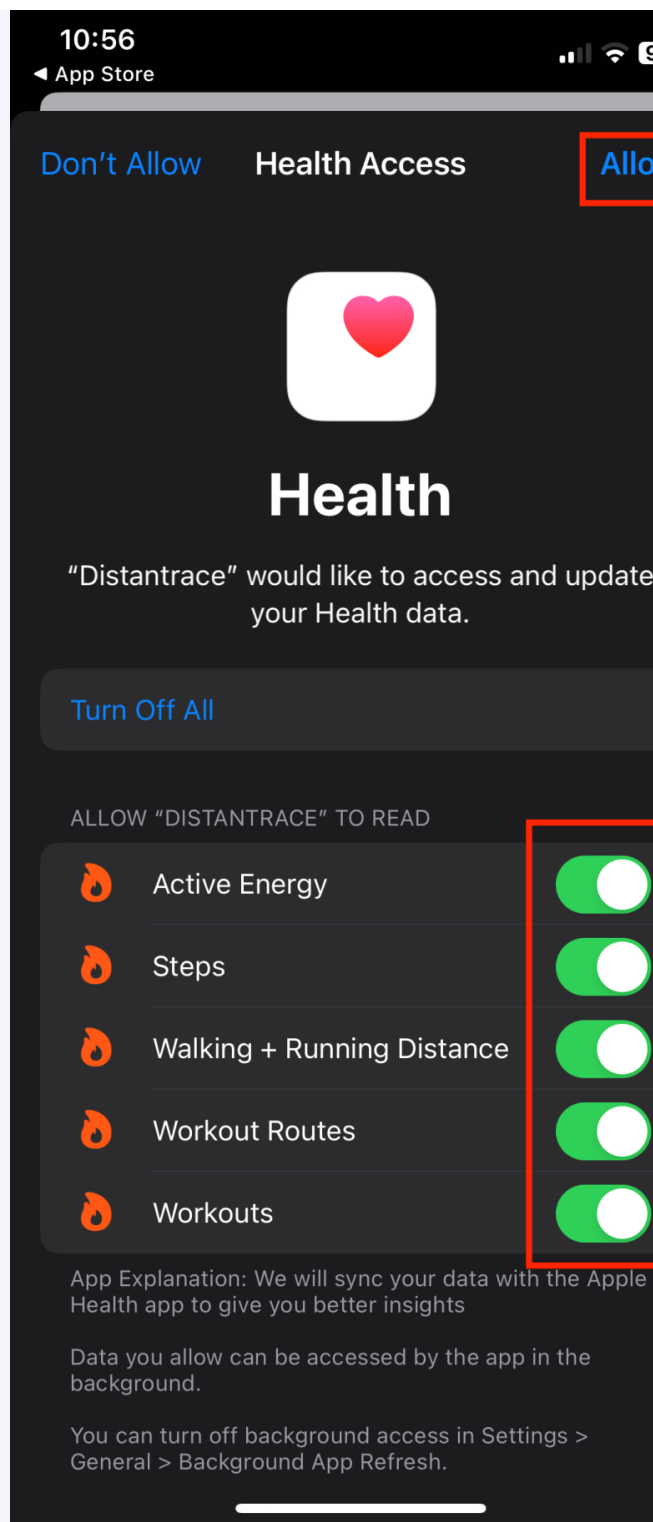 10:56
◀ App Store
Don’t Allow
Health Access
Health
“Distantrace” would like to access and update
your Health data.
Turn Off All
ALLOW “DISTANTRACE” TO READ
Active Energy
Steps
Walking + Running Distance
Workout Routes
Workouts
App Explanation: We will sync your data with the Apple
Health app to give you better insights
Data you allow can be accessed by the app in the
background.
You can turn off background access in Settings >
General > Background App Refresh.